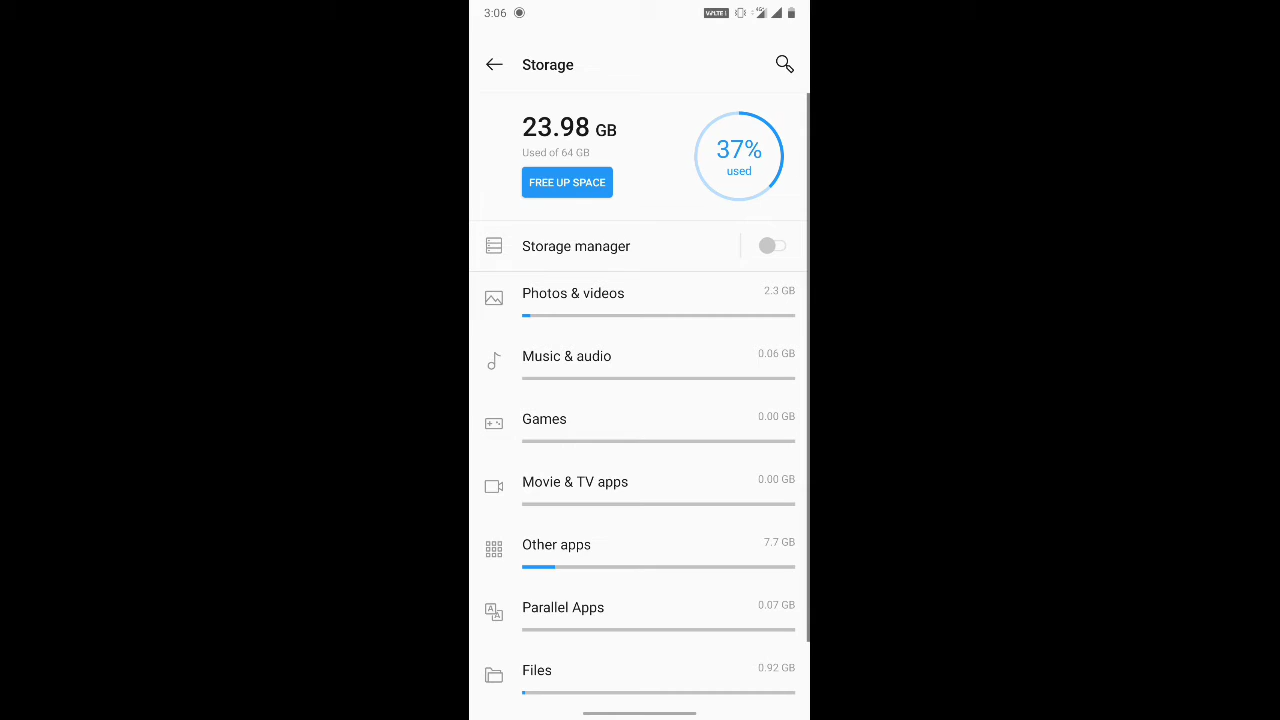 3:06
VoLTE 4G
Storage
23.98 GB
Used of 64 GB
FREE UP SPACE
37%
used
Storage manager
Photos & videos 2.3 GB
Music & audio 0.06 GB
Games 0.00 GB
Movie & TV apps 0.00 GB
Other apps 7.7 GB
Parallel Apps 0.07 GB
Files 0.92 GB